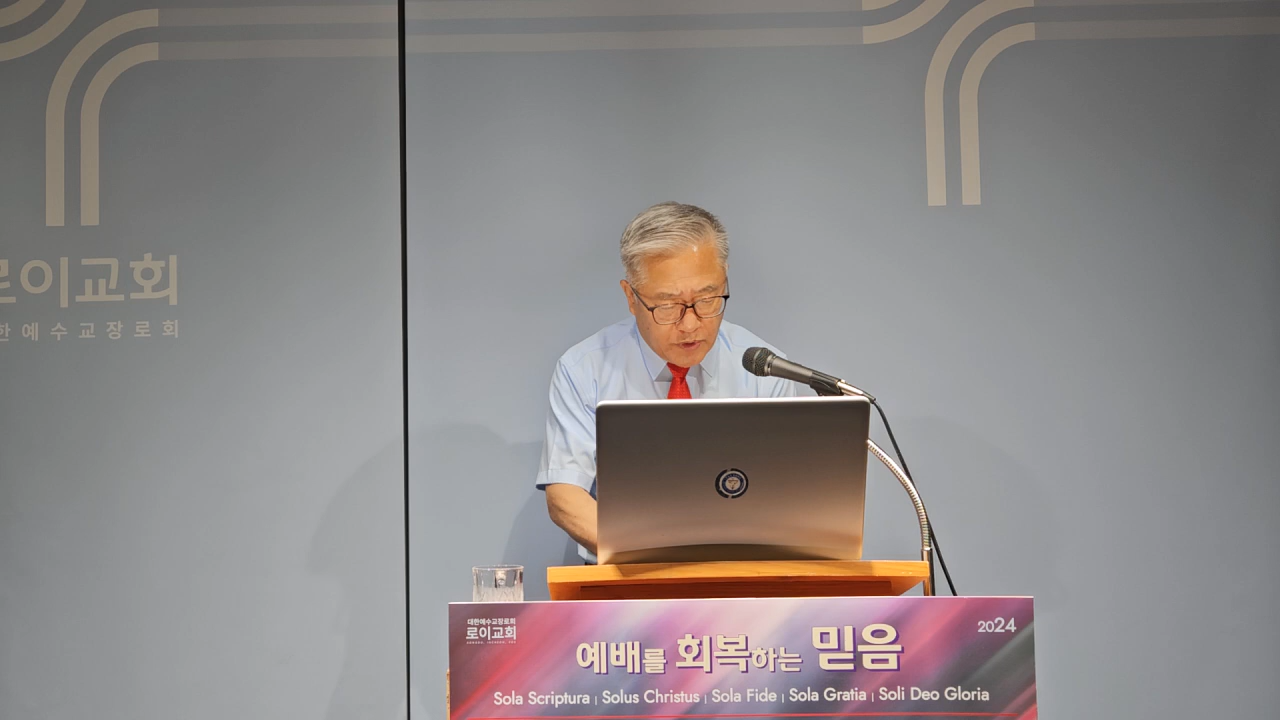 로이교회
한예수교장로회
대한예수교장로회
로이교회
2024
예배를 회복하는 믿음
Sola Scriptura | Solus Christus | Sola Fide | Sola Gratia | Soli Deo Gloria